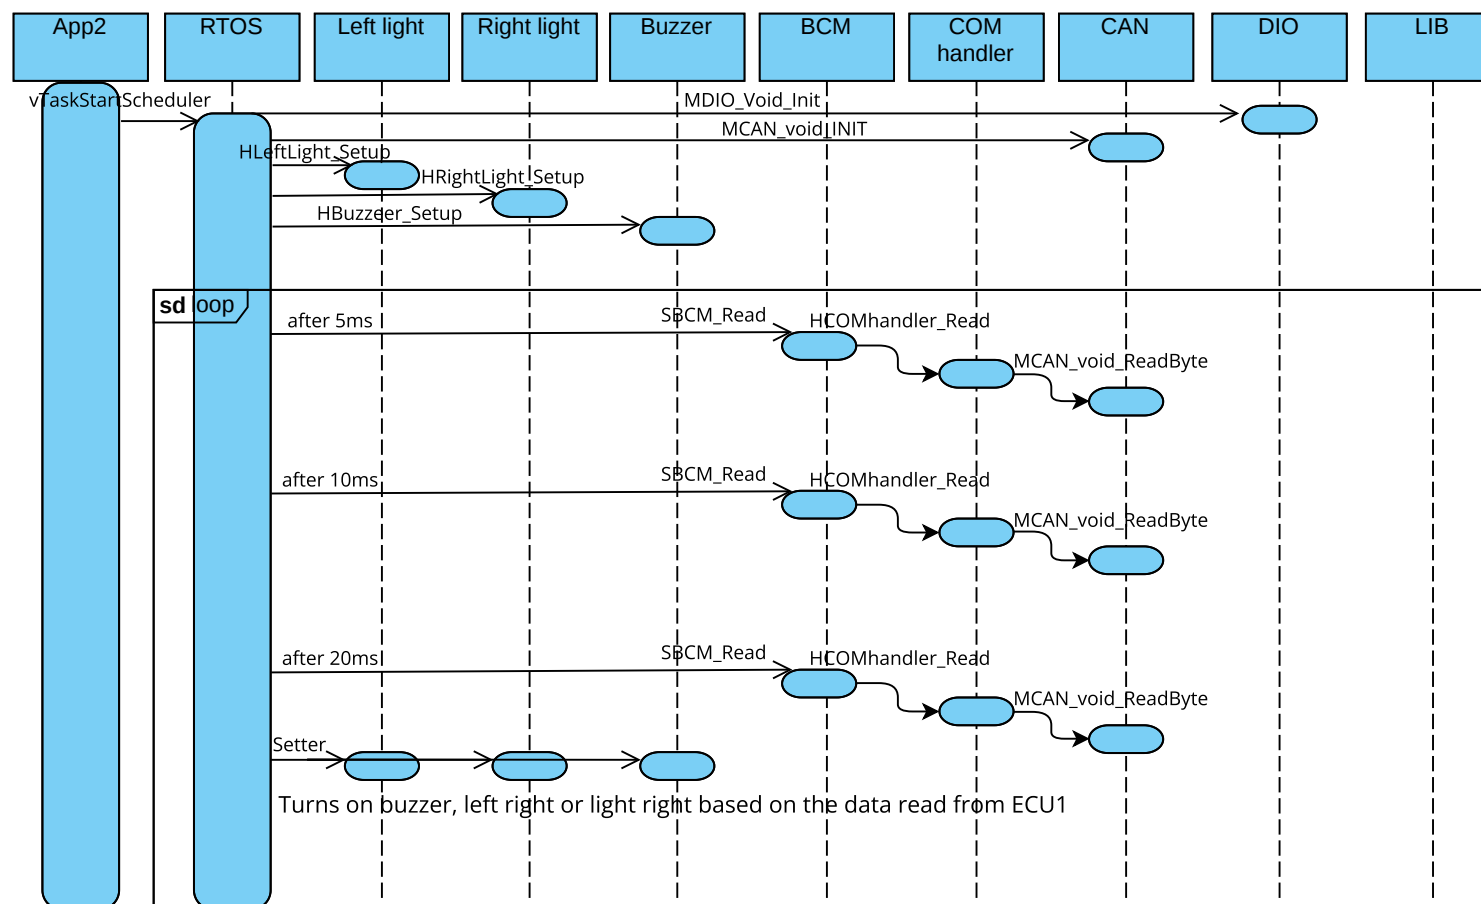 App2
RTOS
Left light
Right light
Buzzer
BCM
COM
handler
CAN
DIO
LIB
vTaskStartScheduler
MDIO_Void_Init
MCAN_void_INIT
HLeftLight_Setup
HRightLight_Setup
HBuzzeer_Setup
sd loop
after 5ms
SBCM_Read
HCOMhandler_Read
MCAN_void_ReadByte
after 10ms
SBCM_Read
HCOMhandler_Read
MCAN_void_ReadByte
after 20ms
SBCM_Read
HCOMhandler_Read
MCAN_void_ReadByte
Setter
Turns on buzzer, left right or light right based on the data read from ECU1